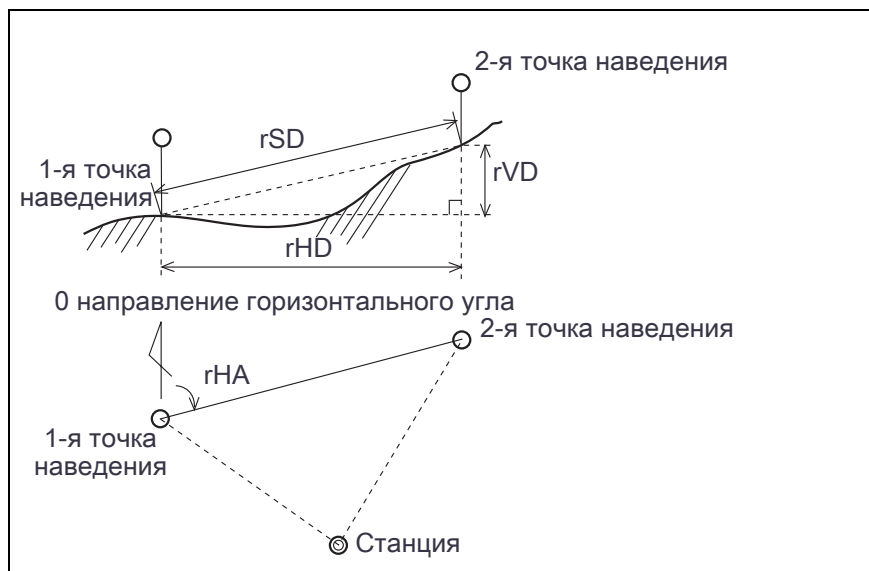 2-я точка наведения
rSD
1-я точка
наведения
rVD
rHD
0 направление горизонтального угла
2-я точка наведения
rHA
1-я точка
наведения
Станция